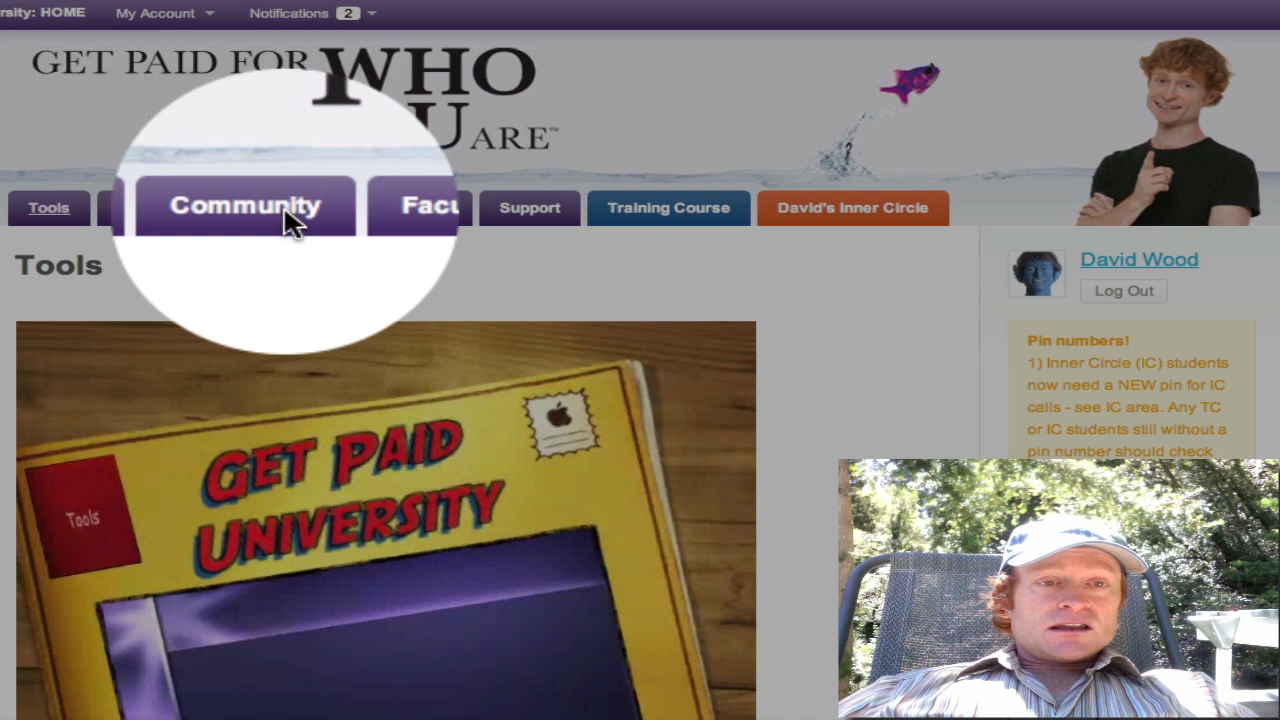 rsity: HOME My Account Notifications 2
GET PAID FOR WHO
U ARE™
Tools Community Facu Support Training Course David's Inner Circle
Tools
David Wood
Log Out
Pin numbers!
1) Inner Circle (IC) students
now need a NEW pin for IC
calls - see IC area. Any TC
or IC students still without a
pin number should check
GET PAID
UNIVERSITY
Tools